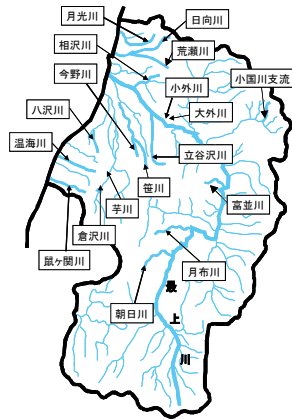 月光川
日向川
相沢川
荒瀬川
今野川
小国川支流
小外川
大外川
八沢川
温海川
立谷沢川
笹川
芋川
富並川
倉沢川
鼠ヶ関川
月布川
朝日川
最上川